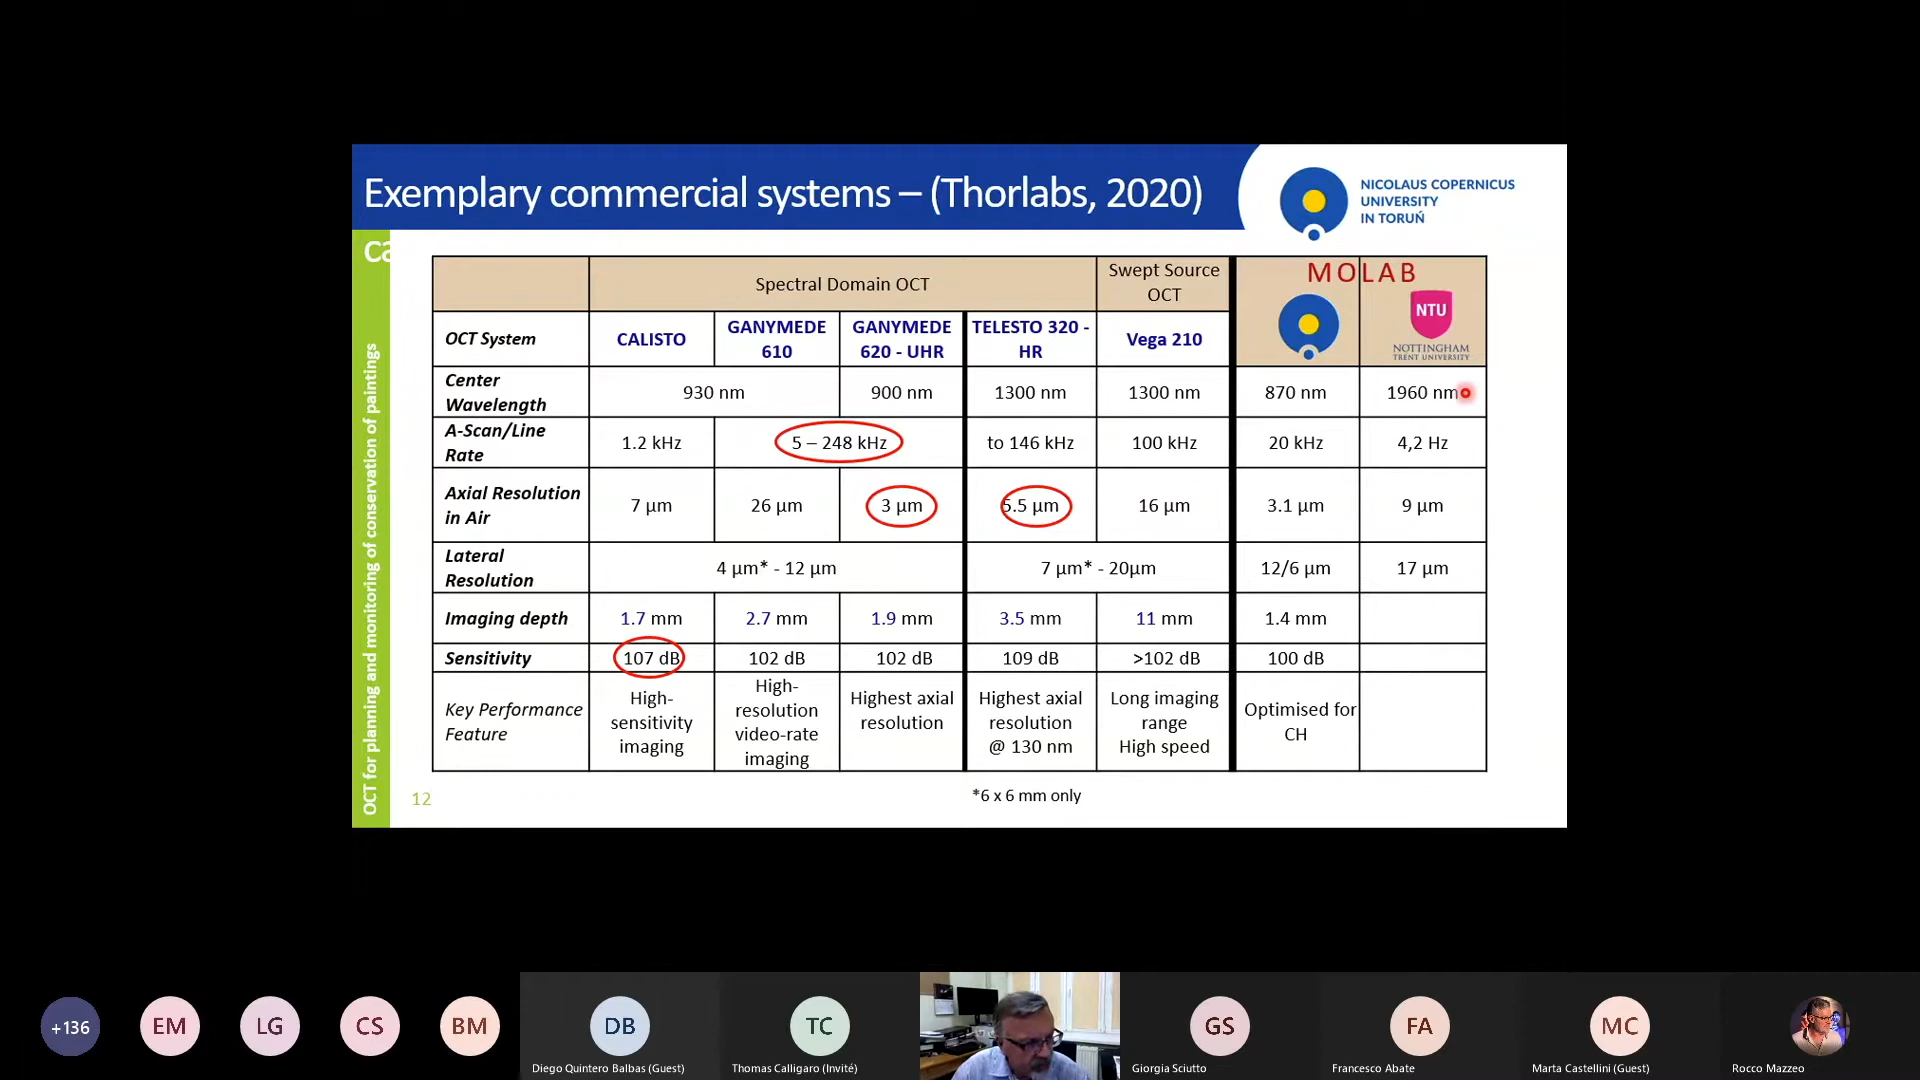 Exemplary commercial systems – (Thorlabs, 2020)
NICOLAUS COPERNICUS
UNIVERSITY
IN TORUŃ
Ca
OCT for planning and monitoring of conservation of paintings
Spectral Domain OCT
Swept Source
OCT
MOLAB
NTU
NOTTINGHAM
TRENT UNIVERSITY
OCT System
CALISTO
GANYMEDE
610
GANYMEDE
620 - UHR
TELESTO 320 -
HR
Vega 210
Center
Wavelength
930 nm
900 nm
1300 nm
1300 nm
870 nm
1960 nm
A-Scan/Line
Rate
1.2 kHz
5 – 248 kHz
to 146 kHz
100 kHz
20 kHz
4,2 Hz
Axial Resolution
in Air
7 µm
26 µm
3 µm
5.5 µm
16 µm
3.1 µm
9 µm
Lateral
Resolution
4 µm* - 12 µm
7 µm* - 20µm
12/6 µm
17 µm
Imaging depth
1.7 mm
2.7 mm
1.9 mm
3.5 mm
11 mm
1.4 mm
Sensitivity
107 dB
102 dB
102 dB
109 dB
>102 dB
100 dB
Key Performance
Feature
High-
sensitivity
imaging
High-
resolution
video-rate
imaging
Highest axial
resolution
Highest axial
resolution
@ 130 nm
Long imaging
range
High speed
Optimised for
CH
12
*6 x 6 mm only
+136
EM
LG
CS
BM
DB
Diego Quintero Balbas (Guest)
TC
Thomas Calligaro (Invité)
GS
Giorgia Sciutto
FA
Francesco Abate
MC
Marta Castellini (Guest)
Rocco Mazzeo